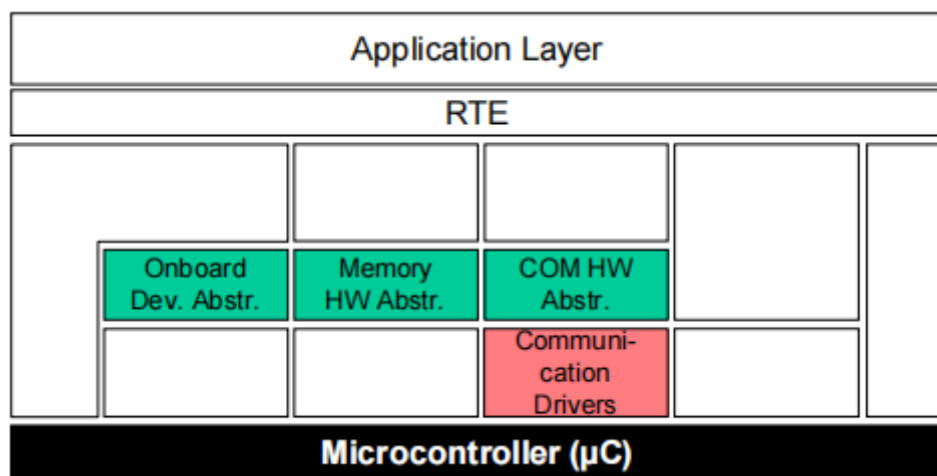 Application Layer
RTE
Onboard
Dev. Abstr.
Memory
HW Abstr.
COM HW
Abstr.
Communi-
cation
Drivers
Microcontroller (µC)